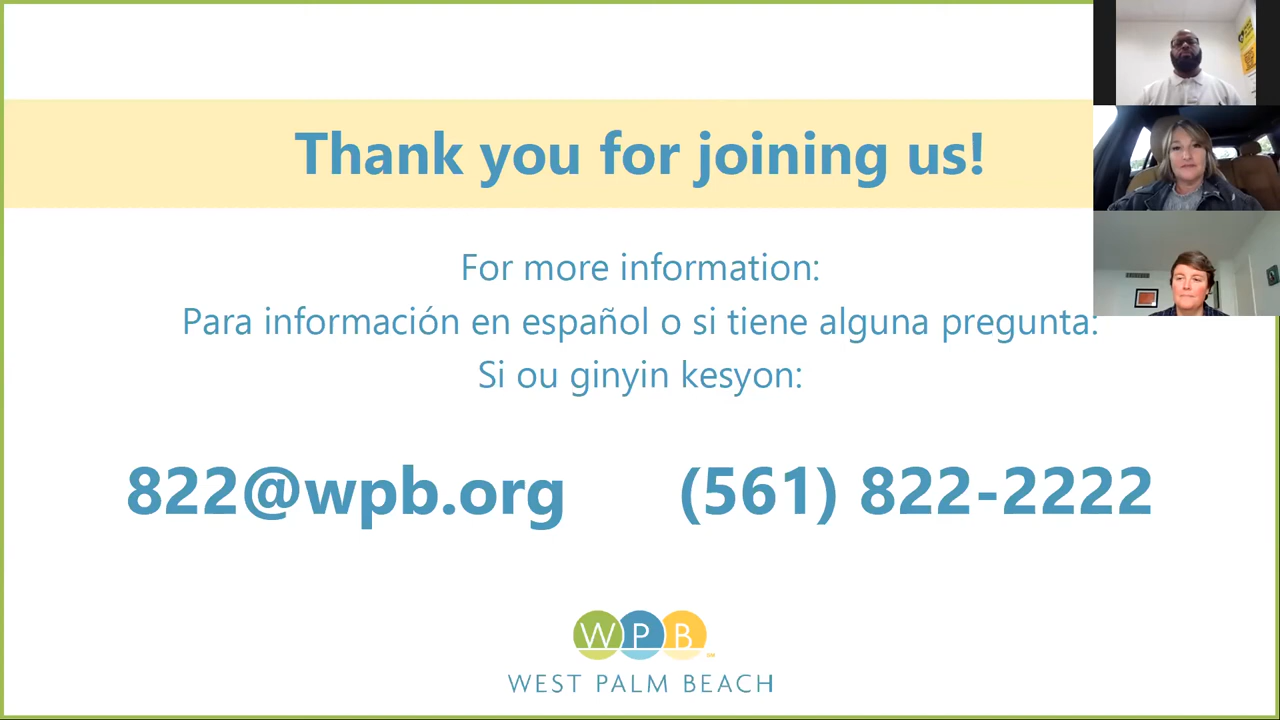 Thank you for joining us!
For more information:
Para información en español o si tiene alguna pregunta:
Si ou ginyin kesyon:
822@wpb.org (561) 822-2222
WPB
WEST PALM BEACH